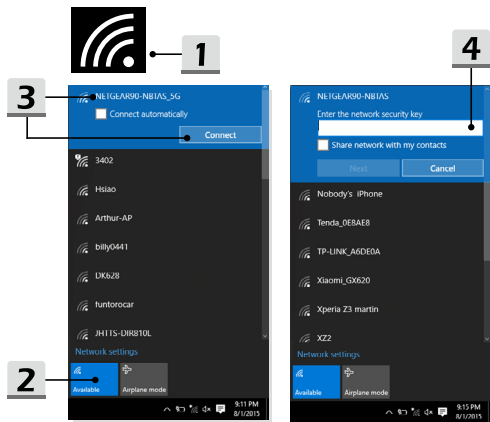 1
4
3
NETGEAR90-NBTAS_5G
Connect automatically
Connect
3402
Hsiao
Arthur-AP
billy0441
DK628
funtorocar
JHTTS-DIR810L
Network settings
2
Available
Airplane mode
9:11 PM
8/1/2015
NETGEAR90-NBTAS
Enter the network security key
Share network with my contacts
Next
Cancel
Nobody's iPhone
Tenda_0E8AE8
TP-LINK_A6DE0A
Xiaomi_GX620
Xperia Z3 martin
XZ2
Network settings
Available
Airplane mode
9:15 PM
8/1/2015